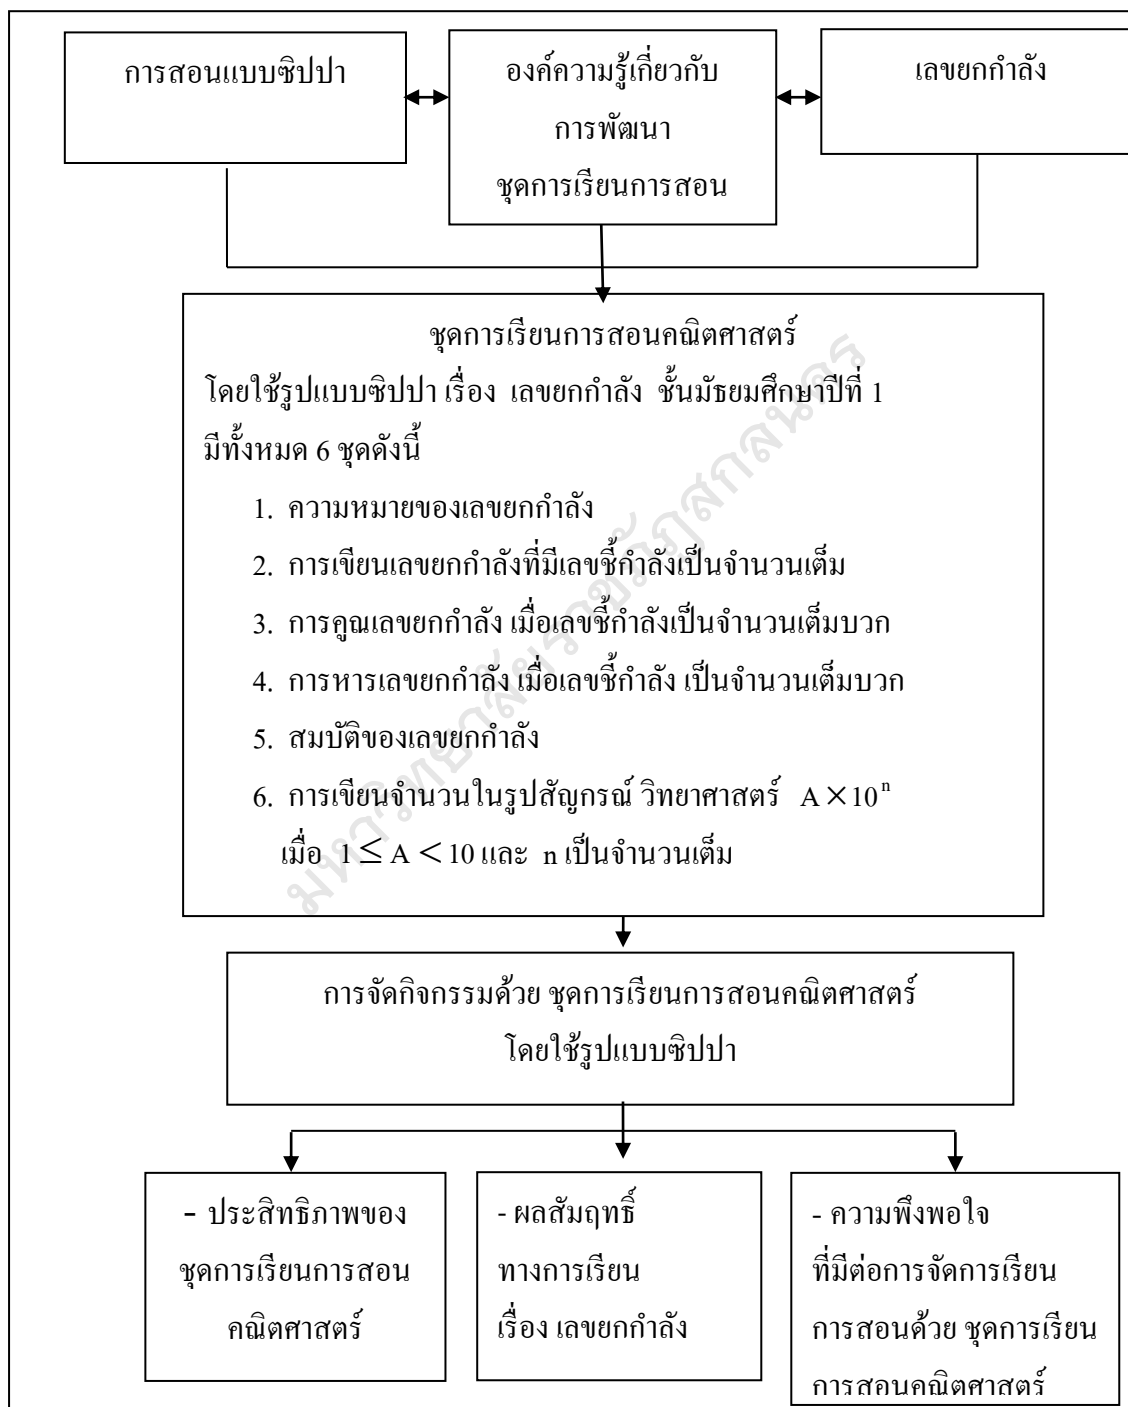 การสอนแบบซิปปา
องค์ความรู้เกี่ยวกับ
การพัฒนา
ชุดการเรียนการสอน
เลขยกกำลัง
ชุดการเรียนการสอนคณิตศาสตร์
โดยใช้รูปแบบซิปปา เรื่อง เลขยกกำลัง ชั้นมัธยมศึกษาปีที่ 1
มีทั้งหมด 6 ชุดดังนี้
1. ความหมายของเลขยกกำลัง
2. การเขียนเลขยกกำลังที่มีเลขชี้กำลังเป็นจำนวนเต็ม
3. การคูณเลขยกกำลัง เมื่อเลขชี้กำลังเป็นจำนวนเต็มบวก
4. การหารเลขยกกำลัง เมื่อเลขชี้กำลัง เป็นจำนวนเต็มบวก
5. สมบัติของเลขยกกำลัง
6. การเขียนจำนวนในรูปสัญกรณ์ วิทยาศาสตร์ A × 10ⁿ
เมื่อ 1 ≤ A < 10 และ n เป็นจำนวนเต็ม
มหาวิทยาลัยราชภัฏสกลนคร
การจัดกิจกรรมด้วย ชุดการเรียนการสอนคณิตศาสตร์
โดยใช้รูปแบบซิปปา
- ประสิทธิภาพของ
ชุดการเรียนการสอน
คณิตศาสตร์
- ผลสัมฤทธิ์
ทางการเรียน
เรื่อง เลขยกกำลัง
- ความพึงพอใจ
ที่มีต่อการจัดการเรียน
การสอนด้วย ชุดการเรียน
การสอนคณิตศาสตร์